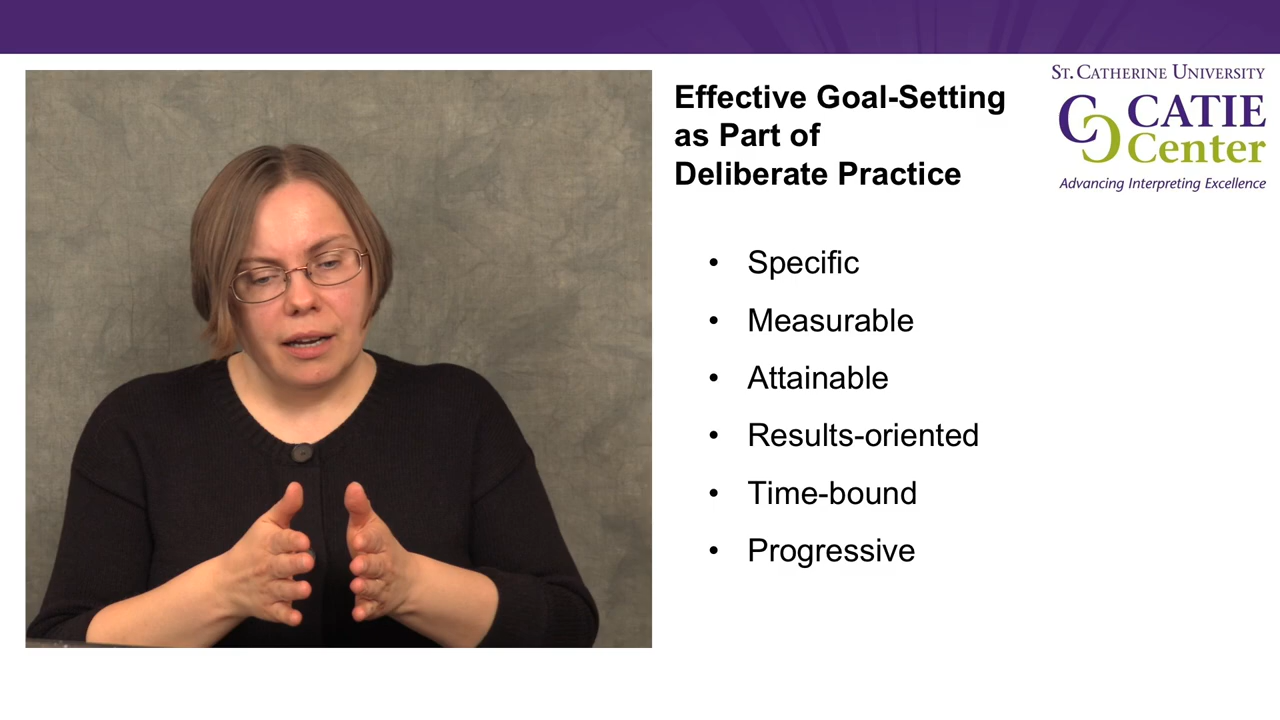 Effective Goal-Setting
as Part of
Deliberate Practice
ST. CATHERINE UNIVERSITY
CATIE
Center
Advancing Interpreting Excellence
• Specific
• Measurable
• Attainable
• Results-oriented
• Time-bound
• Progressive